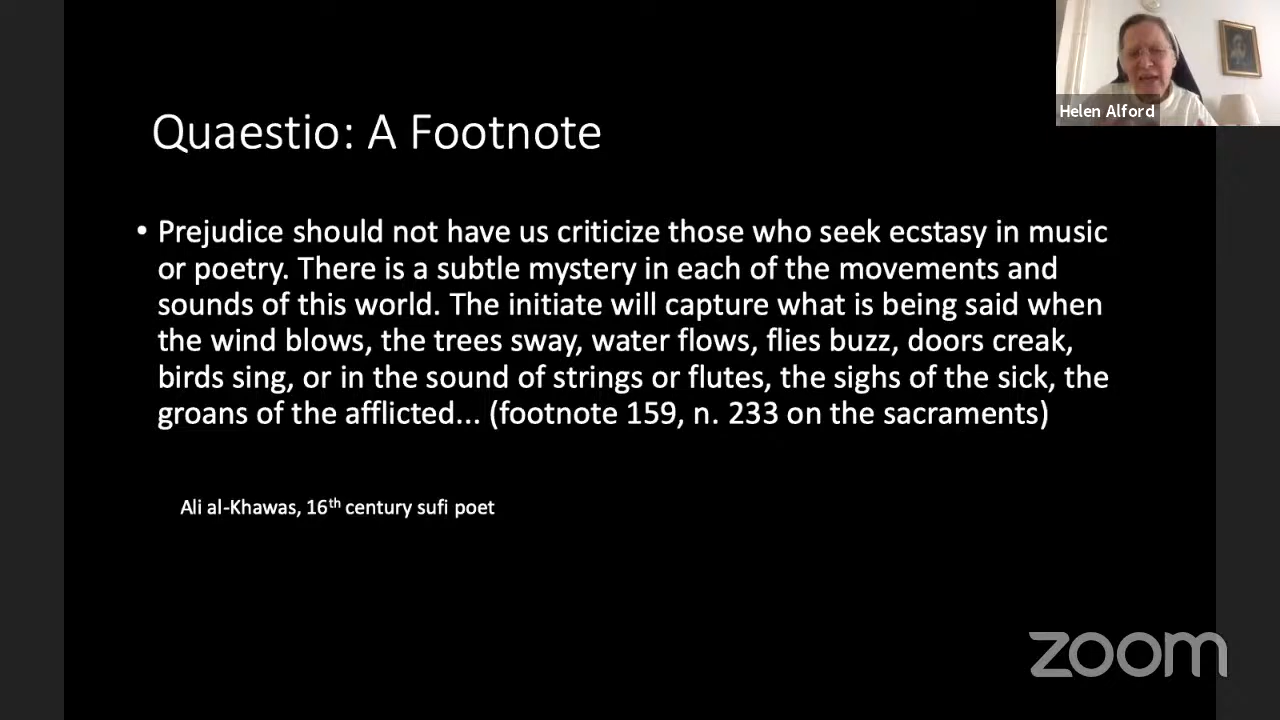 Helen Alford
Quaestio: A Footnote
• Prejudice should not have us criticize those who seek ecstasy in music
or poetry. There is a subtle mystery in each of the movements and
sounds of this world. The initiate will capture what is being said when
the wind blows, the trees sway, water flows, flies buzz, doors creak,
birds sing, or in the sound of strings or flutes, the sighs of the sick, the
groans of the afflicted... (footnote 159, n. 233 on the sacraments)
Ali al-Khawas, 16th century sufi poet
zoom